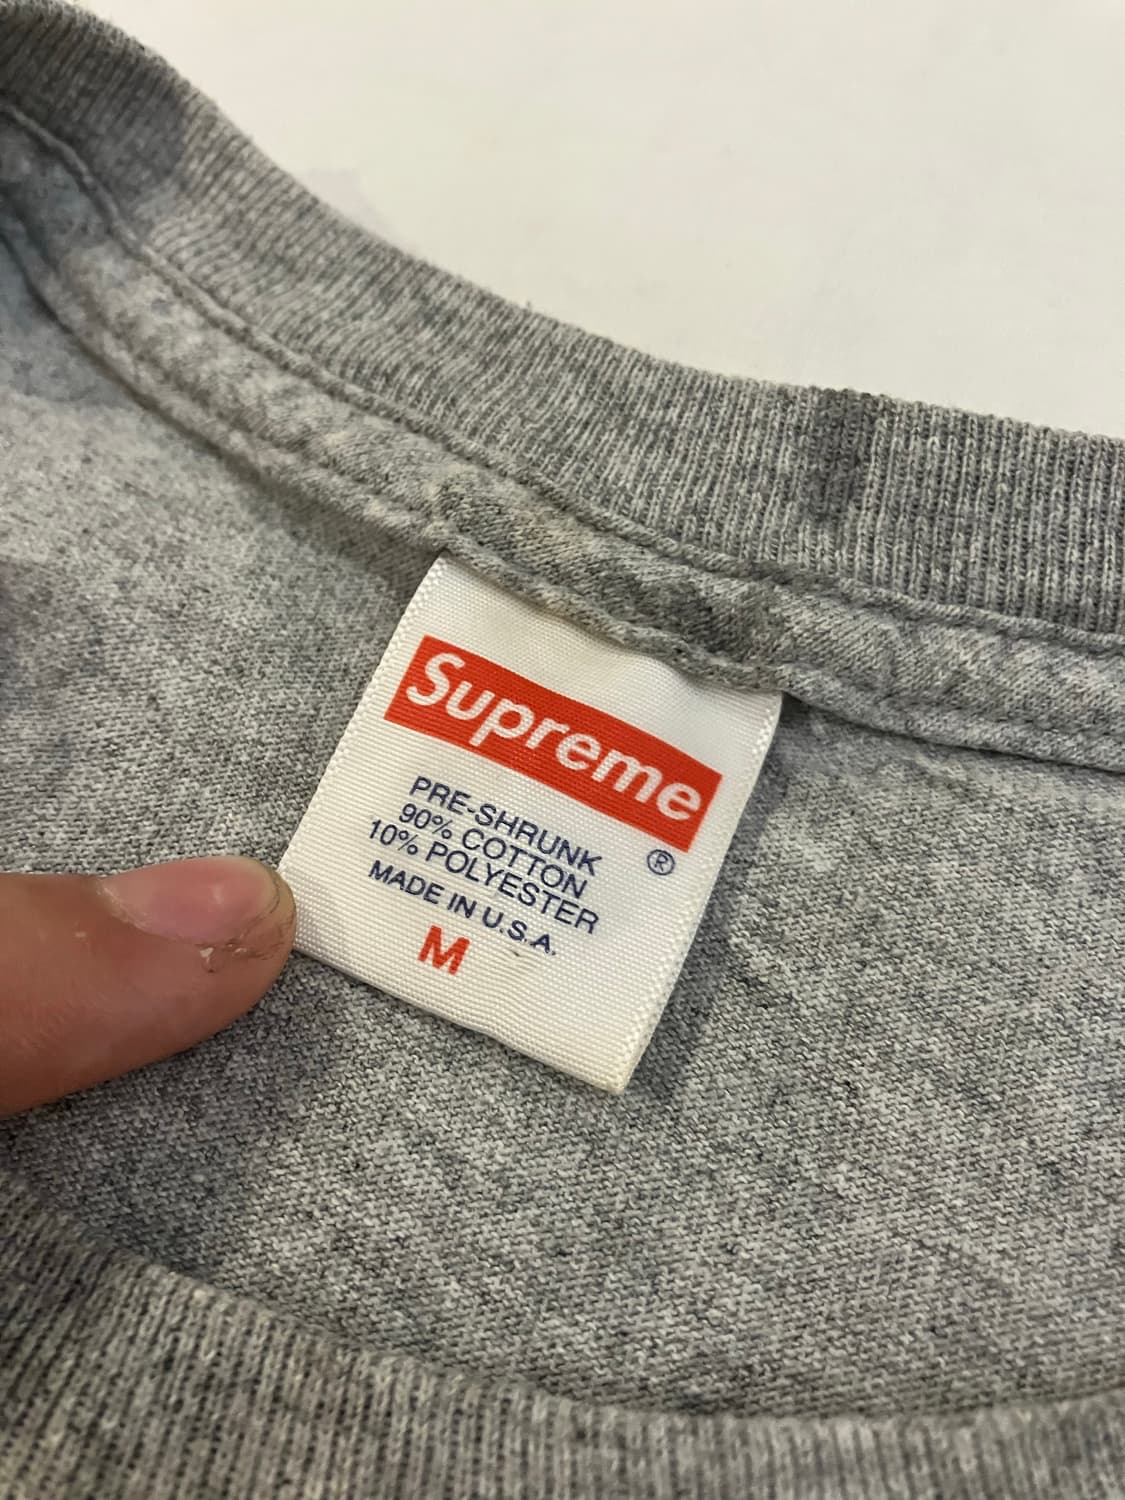 Supreme
®
PRE-SHRUNK
90% COTTON
10% POLYESTER
MADE IN U.S.A.
M